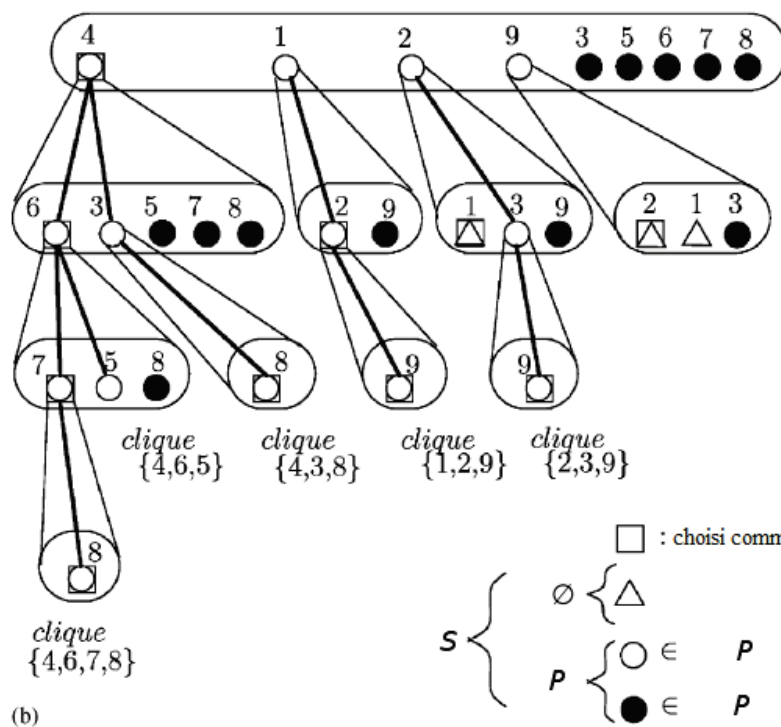 4 1 2 9 3 5 6 7 8
6 3 5 7 8 2 9 1 3 9 2 1 3
7 5 8 8 9 9
clique clique clique clique
{4,6,5} {4,3,8} {1,2,9} {2,3,9}
8
: choisi comm
clique
{4,6,7,8}
∅
S
∈ P
P
∈ P
(b)